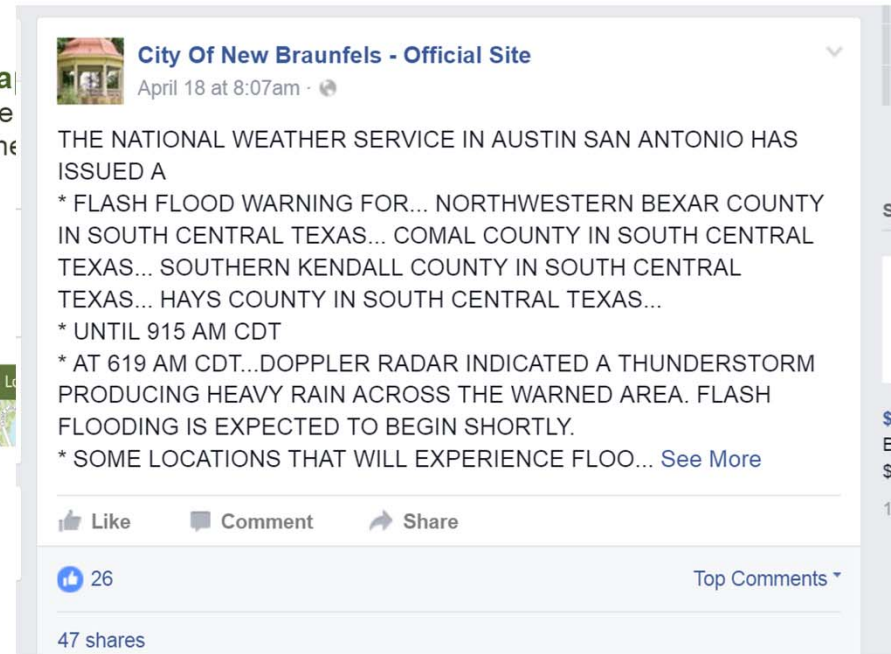 City Of New Braunfels - Official Site
April 18 at 8:07am ·
THE NATIONAL WEATHER SERVICE IN AUSTIN SAN ANTONIO HAS
ISSUED A
* FLASH FLOOD WARNING FOR... NORTHWESTERN BEXAR COUNTY
IN SOUTH CENTRAL TEXAS... COMAL COUNTY IN SOUTH CENTRAL
TEXAS... SOUTHERN KENDALL COUNTY IN SOUTH CENTRAL
TEXAS... HAYS COUNTY IN SOUTH CENTRAL TEXAS...
* UNTIL 915 AM CDT
* AT 619 AM CDT...DOPPLER RADAR INDICATED A THUNDERSTORM
PRODUCING HEAVY RAIN ACROSS THE WARNED AREA. FLASH
FLOODING IS EXPECTED TO BEGIN SHORTLY.
* SOME LOCATIONS THAT WILL EXPERIENCE FLOO... See More
Like Comment Share
26 Top Comments
47 shares